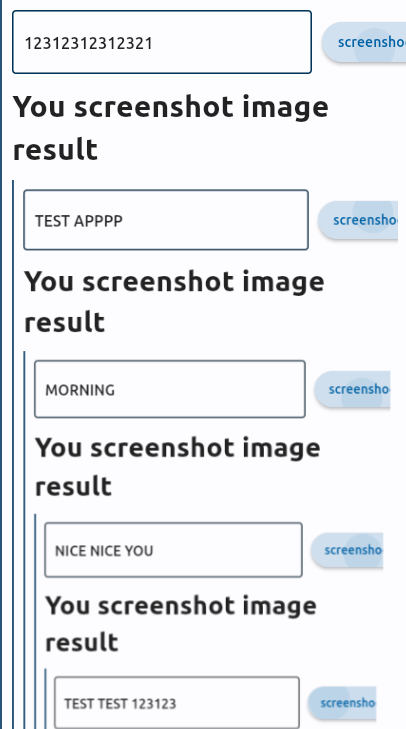 12312312312321 screensho
You screenshot image
result
TEST APPPP screensho
You screenshot image
result
MORNING screensho
You screenshot image
result
NICE NICE YOU screensho
You screenshot image
result
TEST TEST 123123 screensho